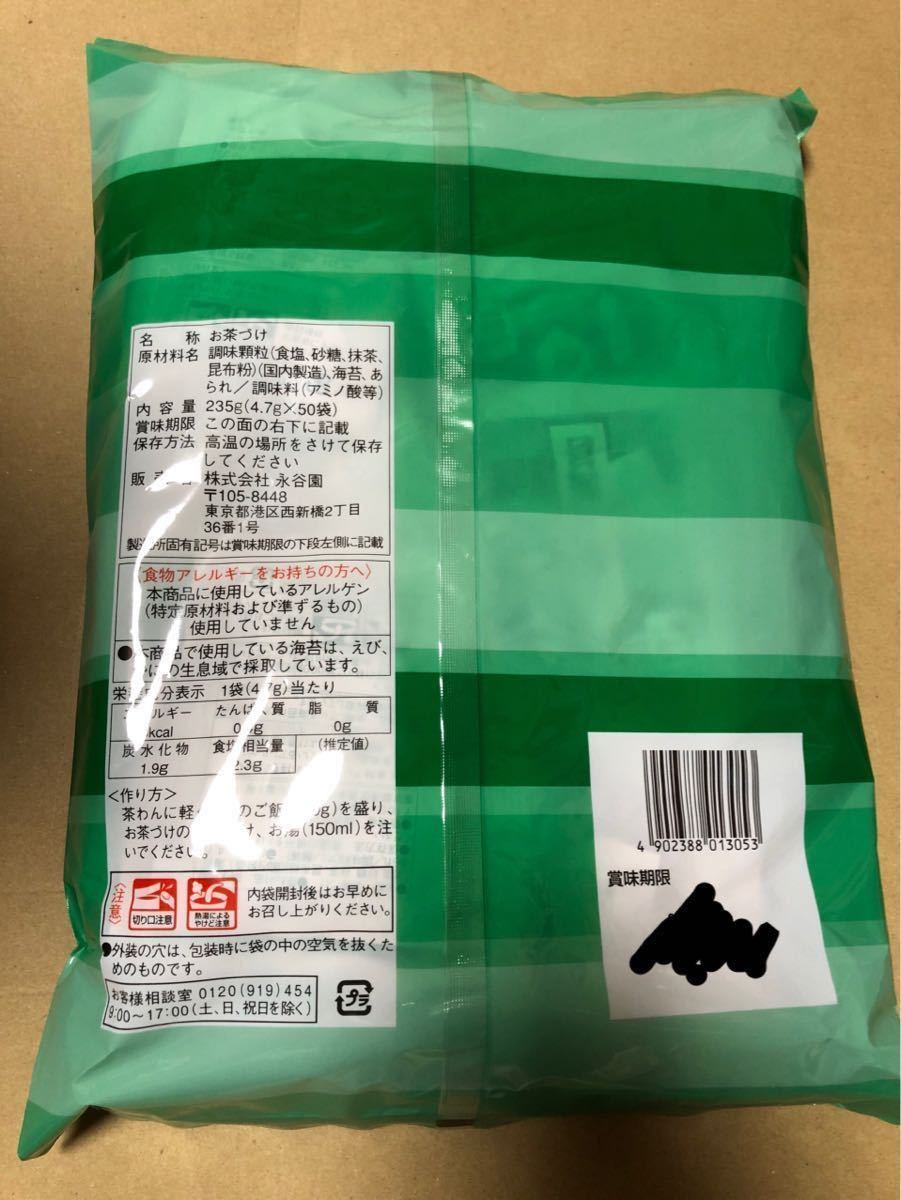 名 称 お茶づけ
原材料名 調味顆粒(食塩、砂糖、抹茶、
昆布粉)(国内製造)、海苔、あ
られ/調味料(アミノ酸等)
内容量 235g(4.7g×50袋)
賞味期限 この面の右下に記載
保存方法 高温の場所をさけて保存
してください
販 株式会社 永谷園
〒105-8448
東京都港区西新橋2丁目
36番1号
製 所固有記号は賞味期限の下段左側に記載
〈食物アレルギーをお持ちの方へ〉
本商品に使用しているアレルゲン
(特定原材料および準ずるもの)
使用していません
●本商品で使用している海苔は、えび、
の生息域で採取しています。
栄 分表示 1袋(4.7g)当たり
ルギー たんぱ 質 脂 質
kcal 0g
炭水化物 食塩相当量 (推定値)
1.9g 2.3g
<作り方>
茶わんに軽 のご飯 g)を盛り、
お茶づけの け、お湯(150ml)を注
いでください。
〈注意〉
切り口注意
熱湯による
やけど注意
内袋開封後はお早めに
お召し上がりください。
●外装の穴は、包装時に袋の中の空気を抜くた
めのものです。
お客様相談室 0120(919)454
9:00~17:00(土、日、祝日を除く)
プラ
4 902388 013053
賞味期限